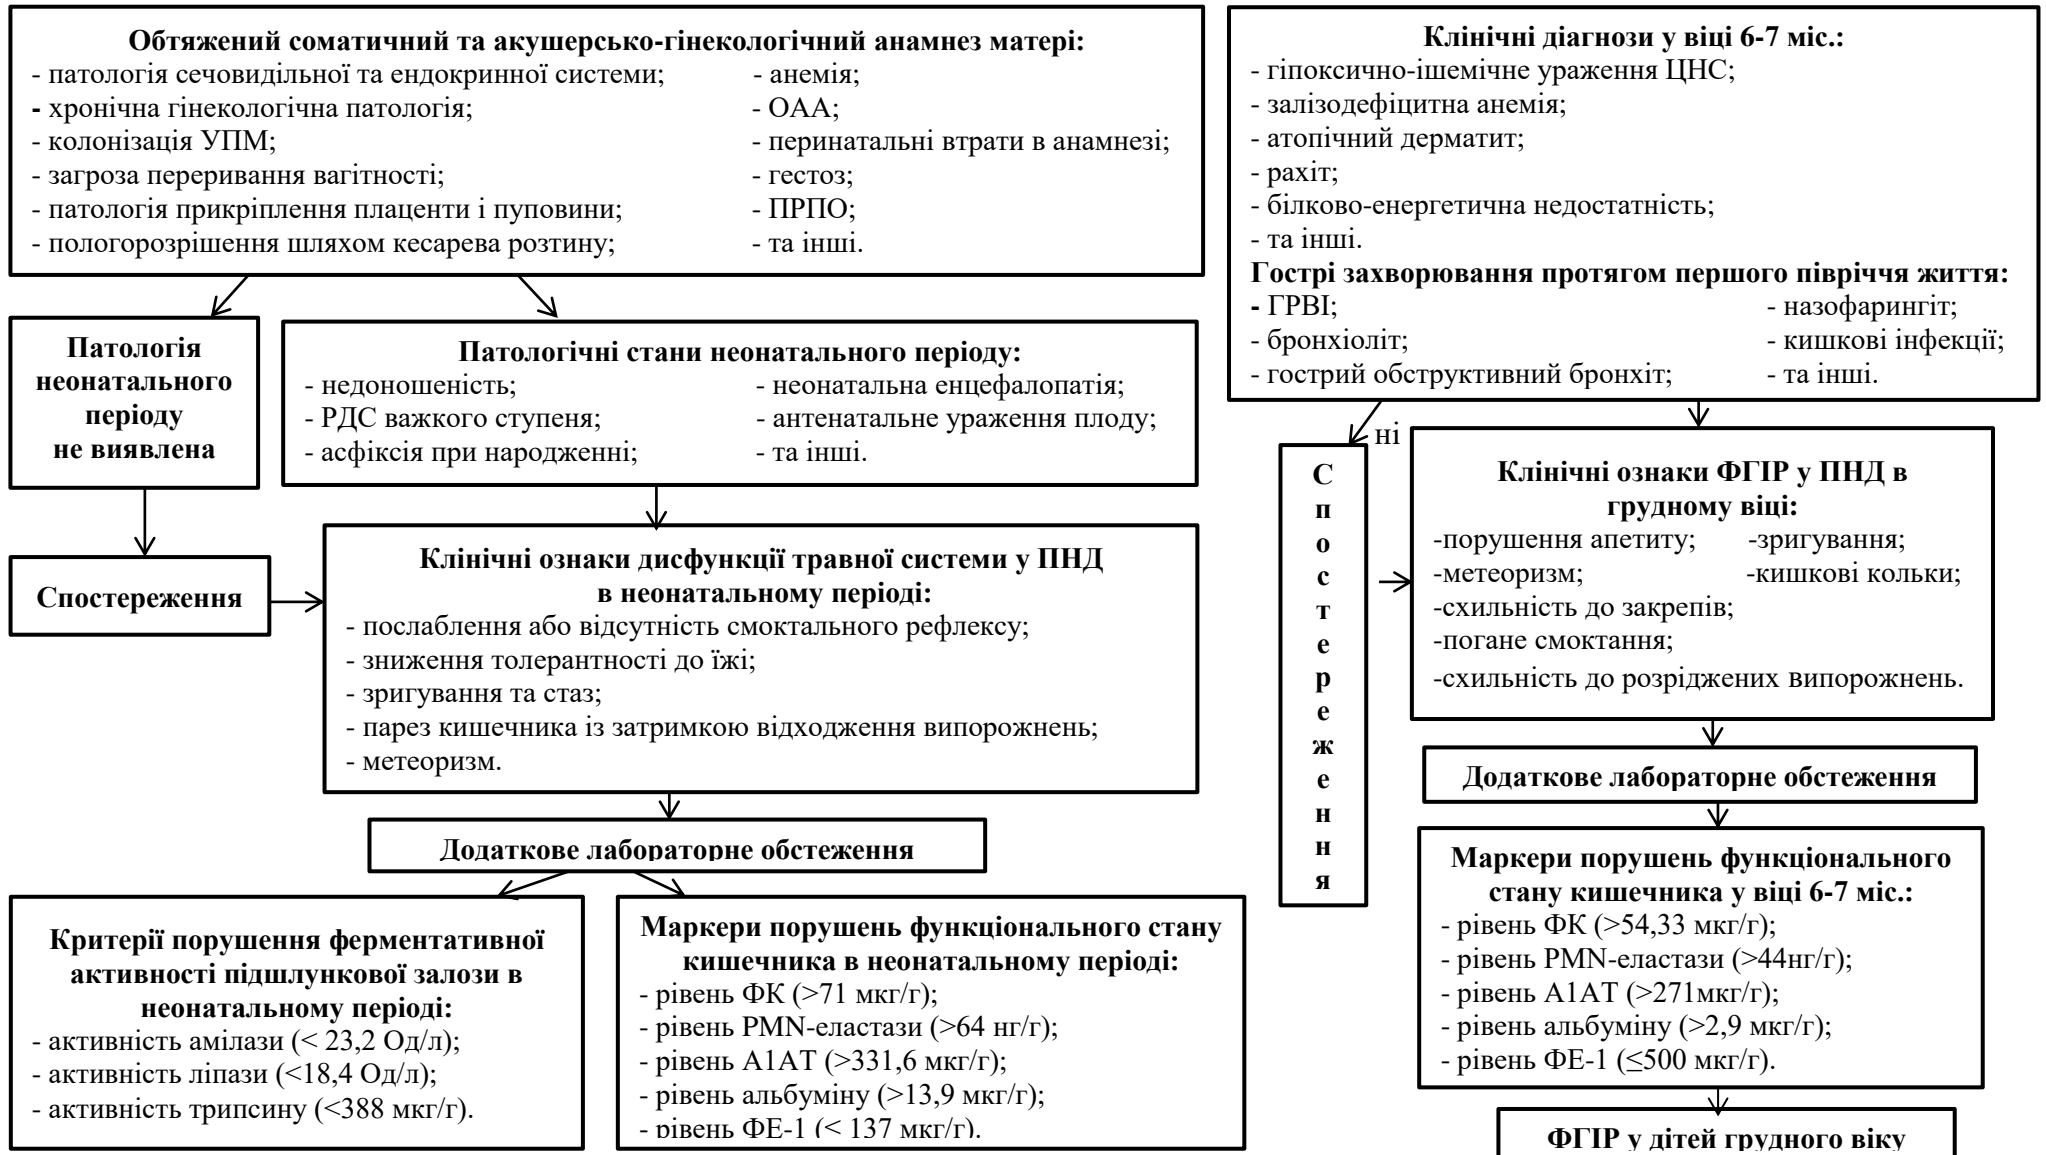 Обтяжений соматичний та акушерсько-гінекологічний анамнез матері:
- патологія сечовидільної та ендокринної системи; - анемія;
- хронічна гінекологічна патологія; - ОАА;
- колонізація УПМ; - перинатальні втрати в анамнезі;
- загроза переривання вагітності; - гестоз;
- патологія прикріплення плаценти і пуповини; - ПРПО;
- пологорозрішення шляхом кесарева розтину; - та інші.
Патологія
неонатального
періоду
не виявлена
Патологічні стани неонатального періоду:
- недоношеність; - неонатальна енцефалопатія;
- РДС важкого ступеня; - антенатальне ураження плоду;
- асфіксія при народженні; - та інші.
Спостереження
Клінічні ознаки дисфункції травної системи у ПНД
в неонатальному періоді:
- послаблення або відсутність смоктального рефлексу;
- зниження толерантності до їжі;
- зригування та стаз;
- парез кишечника із затримкою відходження випорожнень;
- метеоризм.
Додаткове лабораторне обстеження
Критерії порушення ферментативної
активності підшлункової залози в
неонатальному періоді:
- активність амілази (< 23,2 Од/л);
- активність ліпази (<18,4 Од/л);
- активність трипсину (<388 мкг/г).
Маркери порушень функціонального стану
кишечника в неонатальному періоді:
- рівень ФК (>71 мкг/г);
- рівень PMN-еластази (>64 нг/г);
- рівень А1АТ (>331,6 мкг/г);
- рівень альбуміну (>13,9 мкг/г);
- рівень ФЕ-1 (< 137 мкг/г).
Клінічні діагнози у віці 6-7 міс.:
- гіпоксично-ішемічне ураження ЦНС;
- залізодефіцитна анемія;
- атопічний дерматит;
- рахіт;
- білково-енергетична недостатність;
- та інші.
Гострі захворювання протягом першого півріччя життя:
- ГРВІ; - назофарингіт;
- бронхіоліт; - кишкові інфекції;
- гострий обструктивний бронхіт; - та інші.
ні
С
п
о
с
т
е
р
е
ж
е
н
н
я
Клінічні ознаки ФГІР у ПНД в
грудному віці:
-порушення апетиту; -зригування;
-метеоризм; -кишкові кольки;
-схильність до закрепів;
-погане смоктання;
-схильність до розріджених випорожнень.
Додаткове лабораторне обстеження
Маркери порушень функціонального
стану кишечника у віці 6-7 міс.:
- рівень ФК (>54,33 мкг/г);
- рівень PMN-еластази (>44нг/г);
- рівень А1АТ (>271мкг/г);
- рівень альбуміну (>2,9 мкг/г);
- рівень ФЕ-1 (≤500 мкг/г).
ФГІР у дітей грудного віку